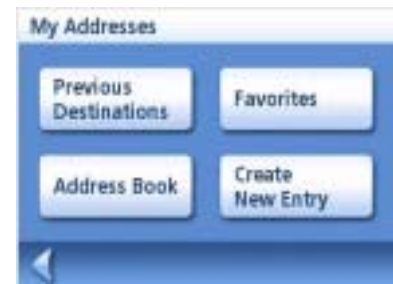 My Addresses
Previous
Destinations
Favorites
Address Book
Create
New Entry